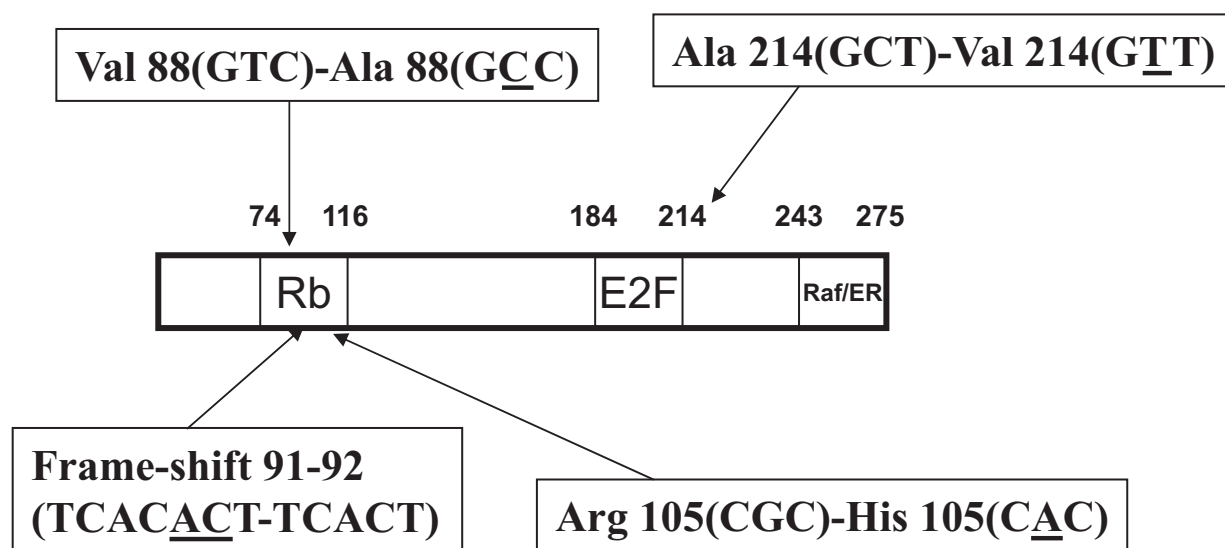 Val 88(GTC)-Ala 88(GCC)
Ala 214(GCT)-Val 214(GTT)
74 116 184 214 243 275
Rb E2F Raf/ER
Frame-shift 91-92
(TCACACT-TCACT)
Arg 105(CGC)-His 105(CAC)